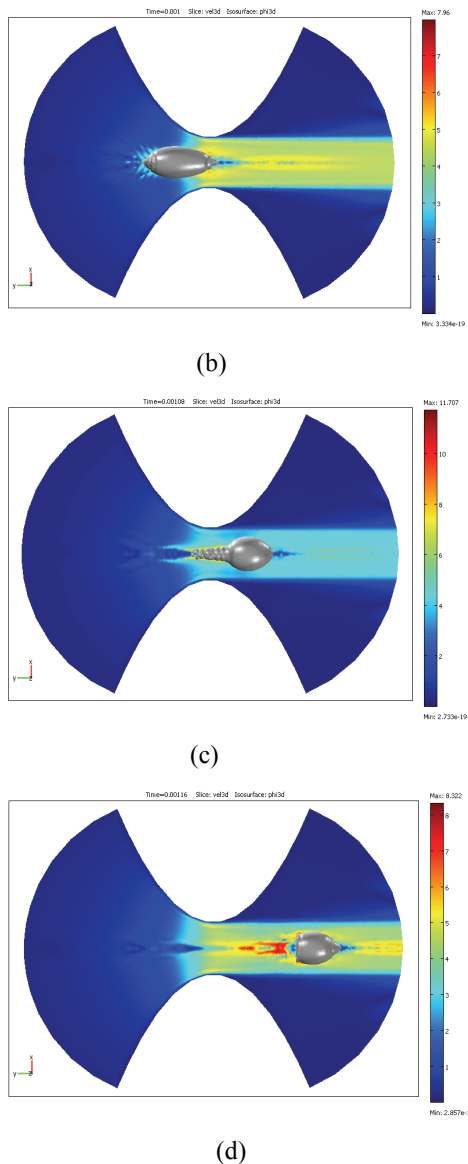 Time=0.001 Slice: vel3d Isosurface: phi3d
Max: 7.96
7
6
5
4
3
2
1
Min: 3.334e-19
x
y
(b)
Time=0.00108 Slice: vel3d Isosurface: phi3d
Max: 11.707
10
8
6
4
2
Min: 2.733e-19
x
y z
(c)
Time=0.00116 Slice: vel3d Isosurface: phi3d
Max: 8.322
8
7
6
5
4
3
2
1
Min: 2.857e-
x
y z
(d)